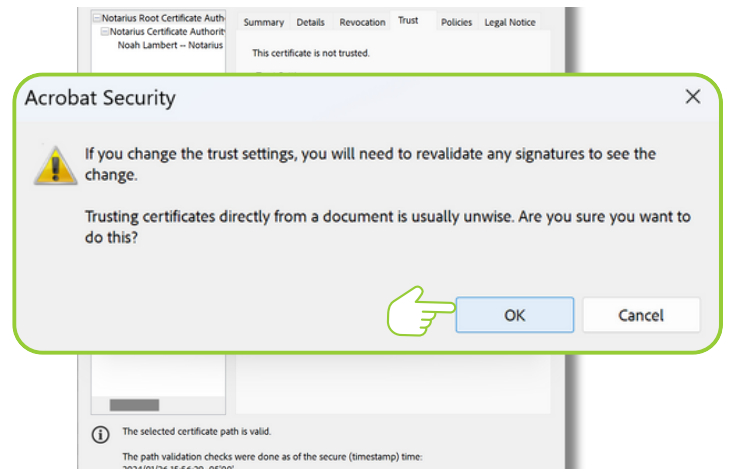 Notarius Root Certificate Auth
Summary Details Revocation Trust Policies Legal Notice
Notarius Certificate Authorit
Noah Lambert -- Notarius
This certificate is not trusted.
Acrobat Security
If you change the trust settings, you will need to revalidate any signatures to see the
change.
Trusting certificates directly from a document is usually unwise. Are you sure you want to
do this?
OK Cancel
The selected certificate path is valid.
The path validation checks were done as of the secure (timestamp) time: